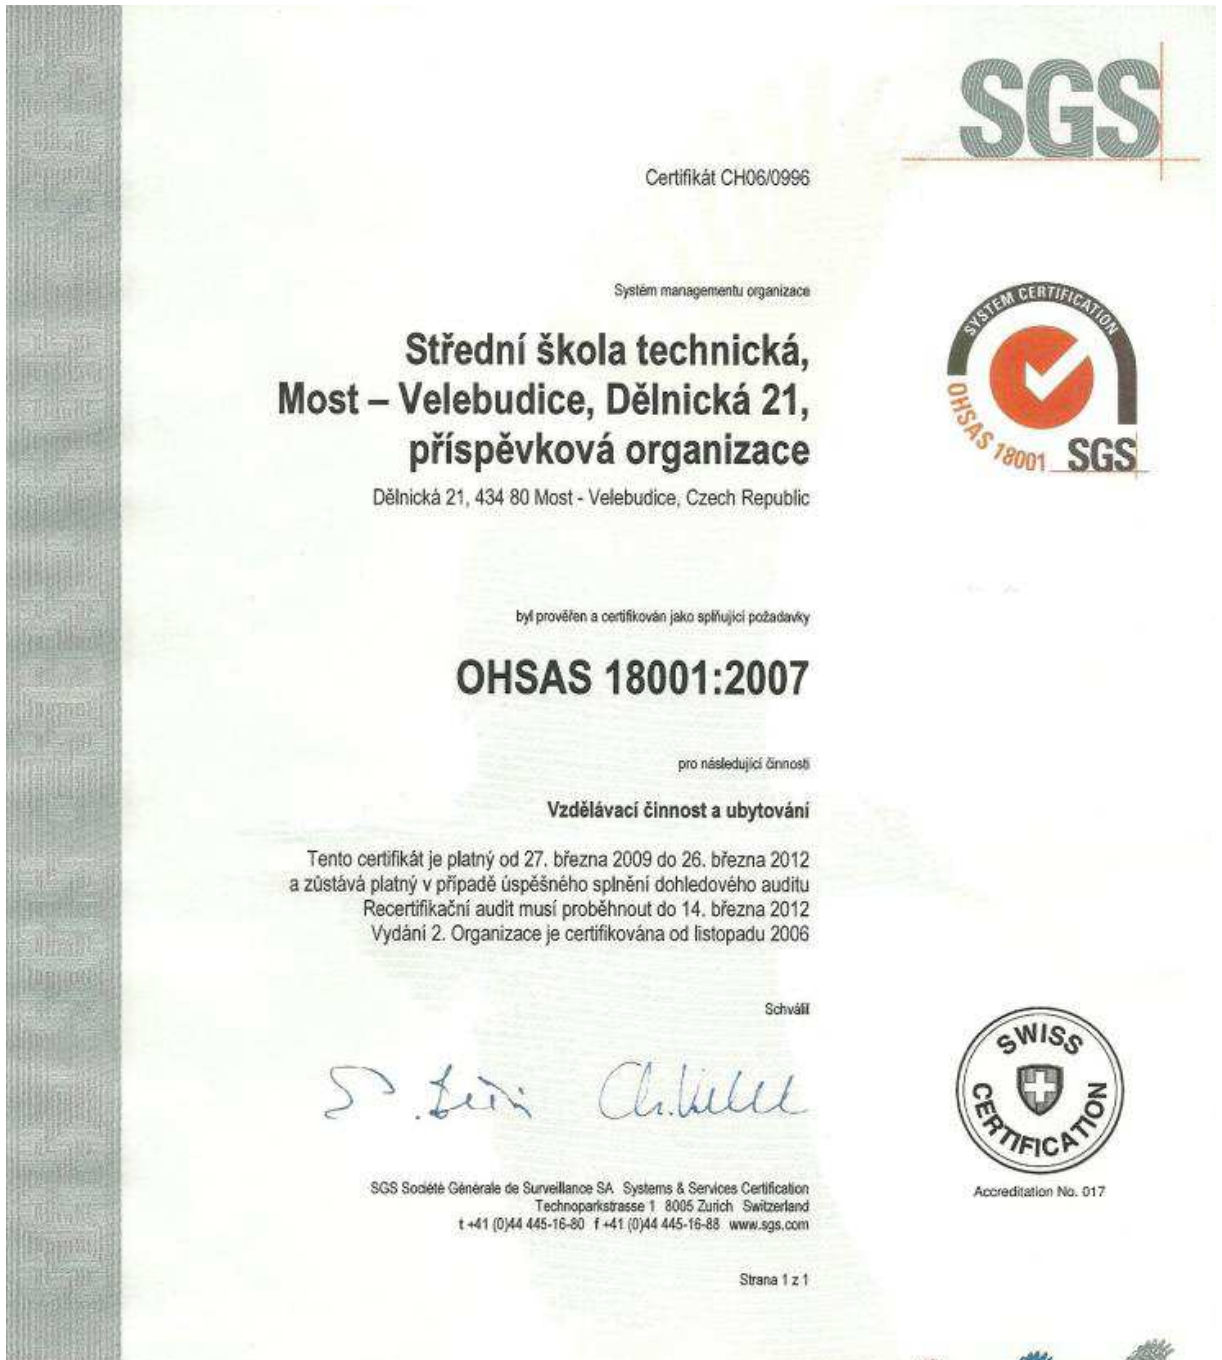 SGS
Certifikát CH06/0996
Systém managementu organizace
Střední škola technická,
Most – Velebudice, Dělnická 21,
příspěvková organizace
Dělnická 21, 434 80 Most - Velebudice, Czech Republic
SYSTEM CERTIFICATION
OHSAS 18001
SGS
byl prověřen a certifikován jako splňující požadavky
OHSAS 18001:2007
pro následující činnosti
Vzdělávací činnost a ubytování
Tento certifikát je platný od 27. března 2009 do 26. března 2012
a zůstává platný v případě úspěšného splnění dohledového auditu
Recertifikační audit musí proběhnout do 14. března 2012
Vydání 2. Organizace je certifikována od listopadu 2006
Schválil
SWISS
CERTIFICATION
Accreditation No. 017
SGS Société Générale de Surveillance SA Systems & Services Certification
Technoparkstrasse 1 8005 Zurich Switzerland
t +41 (0)44 445-16-80 f +41 (0)44 445-16-88 www.sgs.com
Strana 1 z 1